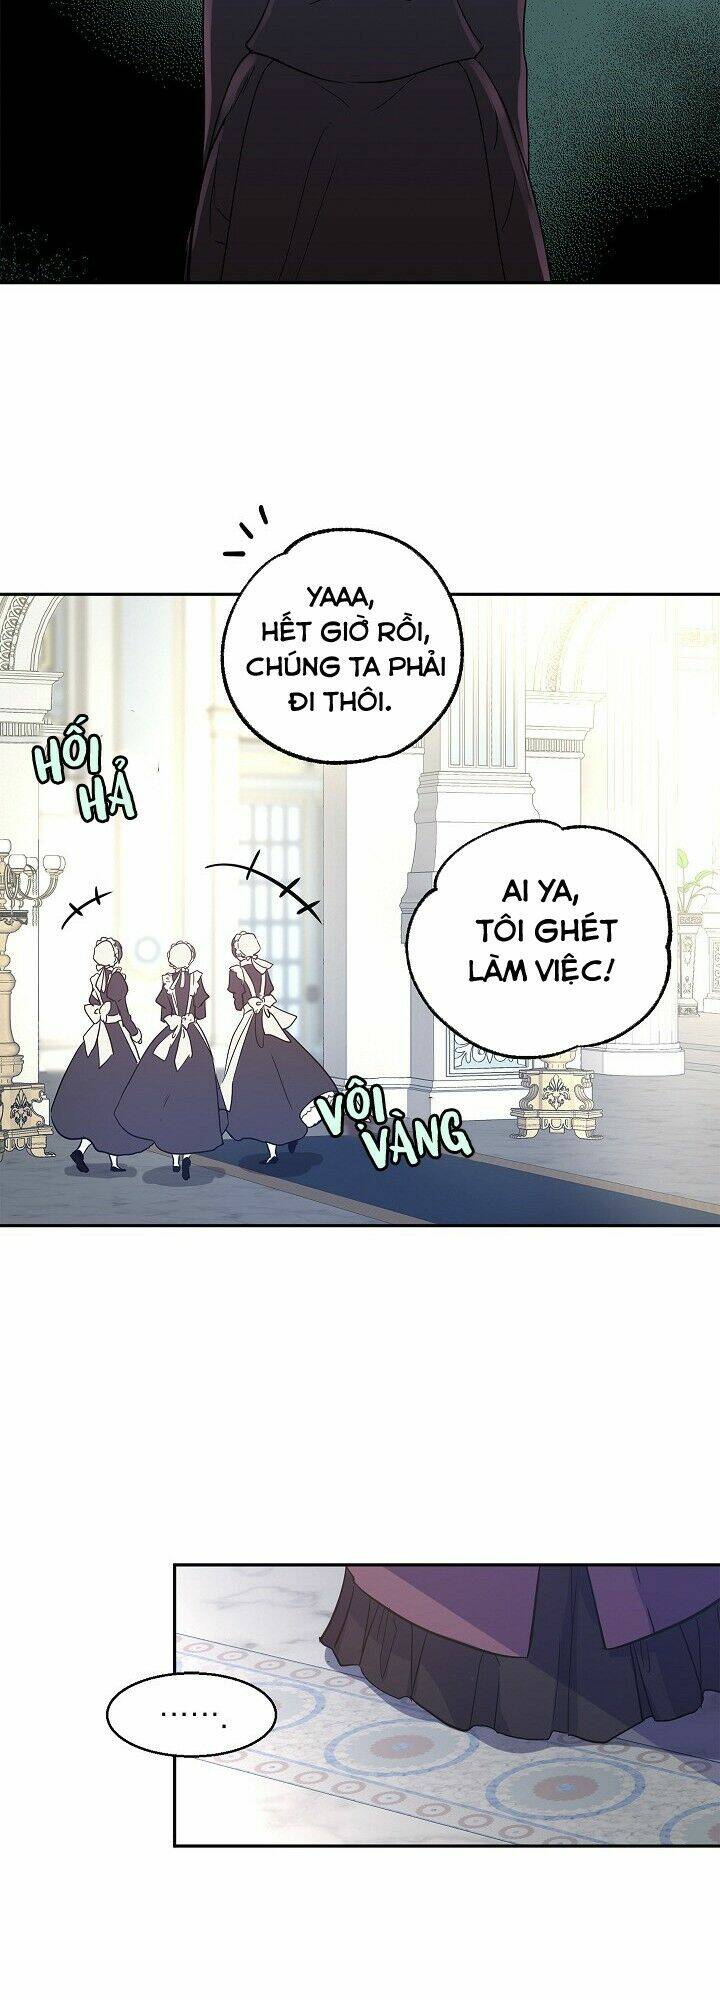 YAAA,
HẾT GIỜ RỒI,
CHÚNG TA PHẢI
ĐI THÔI.
HỐI
HẢ
AI YA,
TÔI GHÉT
LÀM VIỆC!
VỘI
VÀNG
.......